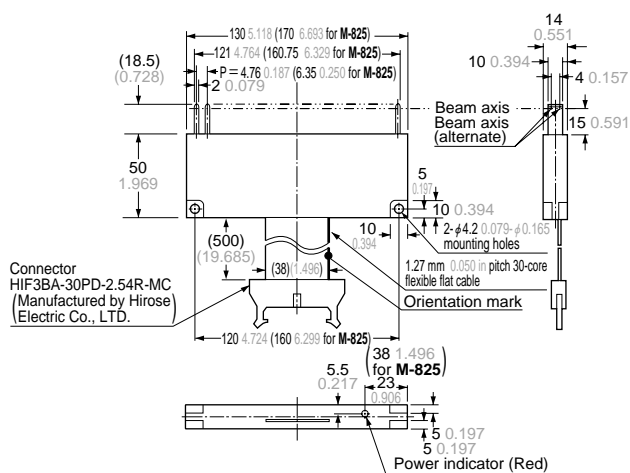 130 5.118 (170 6.693 for M-825)
121 4.764 (160.75 6.329 for M-825)
P = 4.76 0.187 (6.35 0.250 for M-825)
2 0.079
(18.5)
(0.728)
50
1.969
14
0.551
10 0.394
4 0.157
Beam axis
Beam axis
(alternate)
15 0.591
5
0.197
10 0.394
10
0.394
2-φ4.2 0.079-φ0.165
mounting holes
(500)
(19.685)
(38)(1.496)
1.27 mm 0.050 in pitch 30-core
flexible flat cable
Orientation mark
Connector
HIF3BA-30PD-2.54R-MC
(Manufactured by Hirose
Electric Co., LTD.)
120 4.724 (160 6.299 for M-825)
(38 1.496
for M-825)
5.5
0.217
23
0.906
5 0.197
5 0.197
Power indicator (Red)